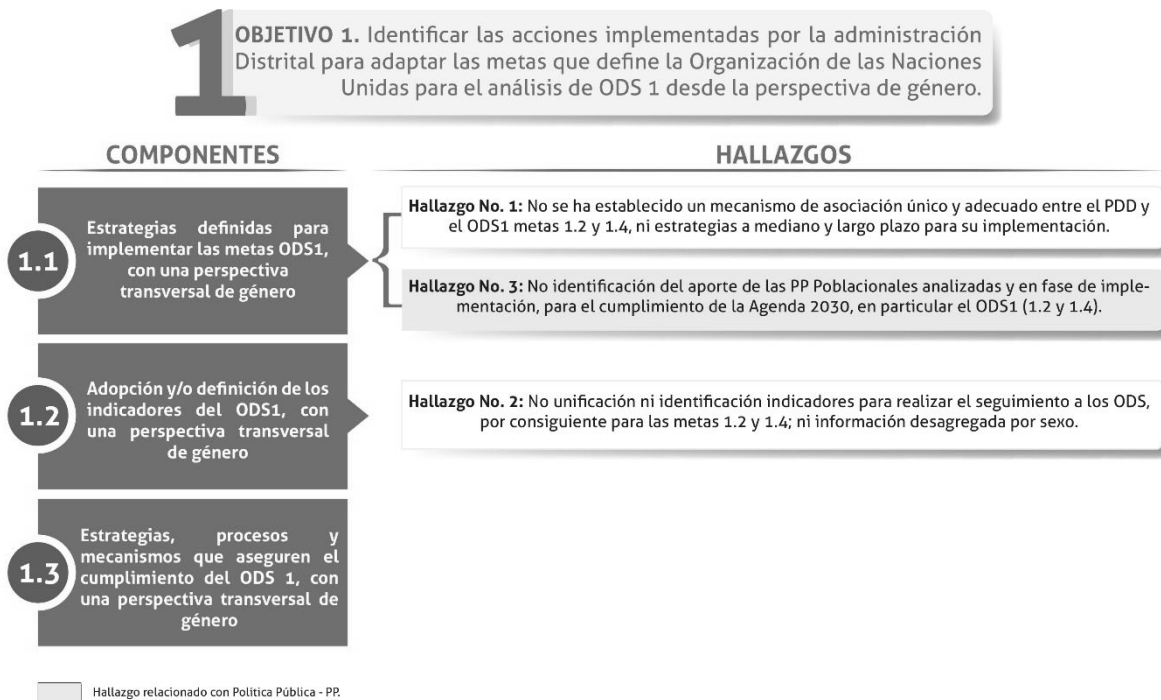 1
OBJETIVO 1. Identificar las acciones implementadas por la administración
Distrital para adaptar las metas que define la Organización de las Naciones
Unidas para el análisis de ODS 1 desde la perspectiva de género.
COMPONENTES
HALLAZGOS
1.1
Estrategias definidas para
implementar las metas ODS1,
con una perspectiva
transversal de género
Hallazgo No. 1: No se ha establecido un mecanismo de asociación único y adecuado entre el PDD y
el ODS1 metas 1.2 y 1.4, ni estrategias a mediano y largo plazo para su implementación.
Hallazgo No. 3: No identificación del aporte de las PP Poblacionales analizadas y en fase de imple-
mentación, para el cumplimiento de la Agenda 2030, en particular el ODS1 (1.2 y 1.4).
1.2
Adopción y/o definición de los
indicadores del ODS1, con
una perspectiva transversal
de género
Hallazgo No. 2: No unificación ni identificación indicadores para realizar el seguimiento a los ODS,
por consiguiente para las metas 1.2 y 1.4; ni información desagregada por sexo.
1.3
Estrategias, procesos y
mecanismos que aseguren el
cumplimiento del ODS 1, con
una perspectiva transversal de
género
Hallazgo relacionado con Política Pública - PP.